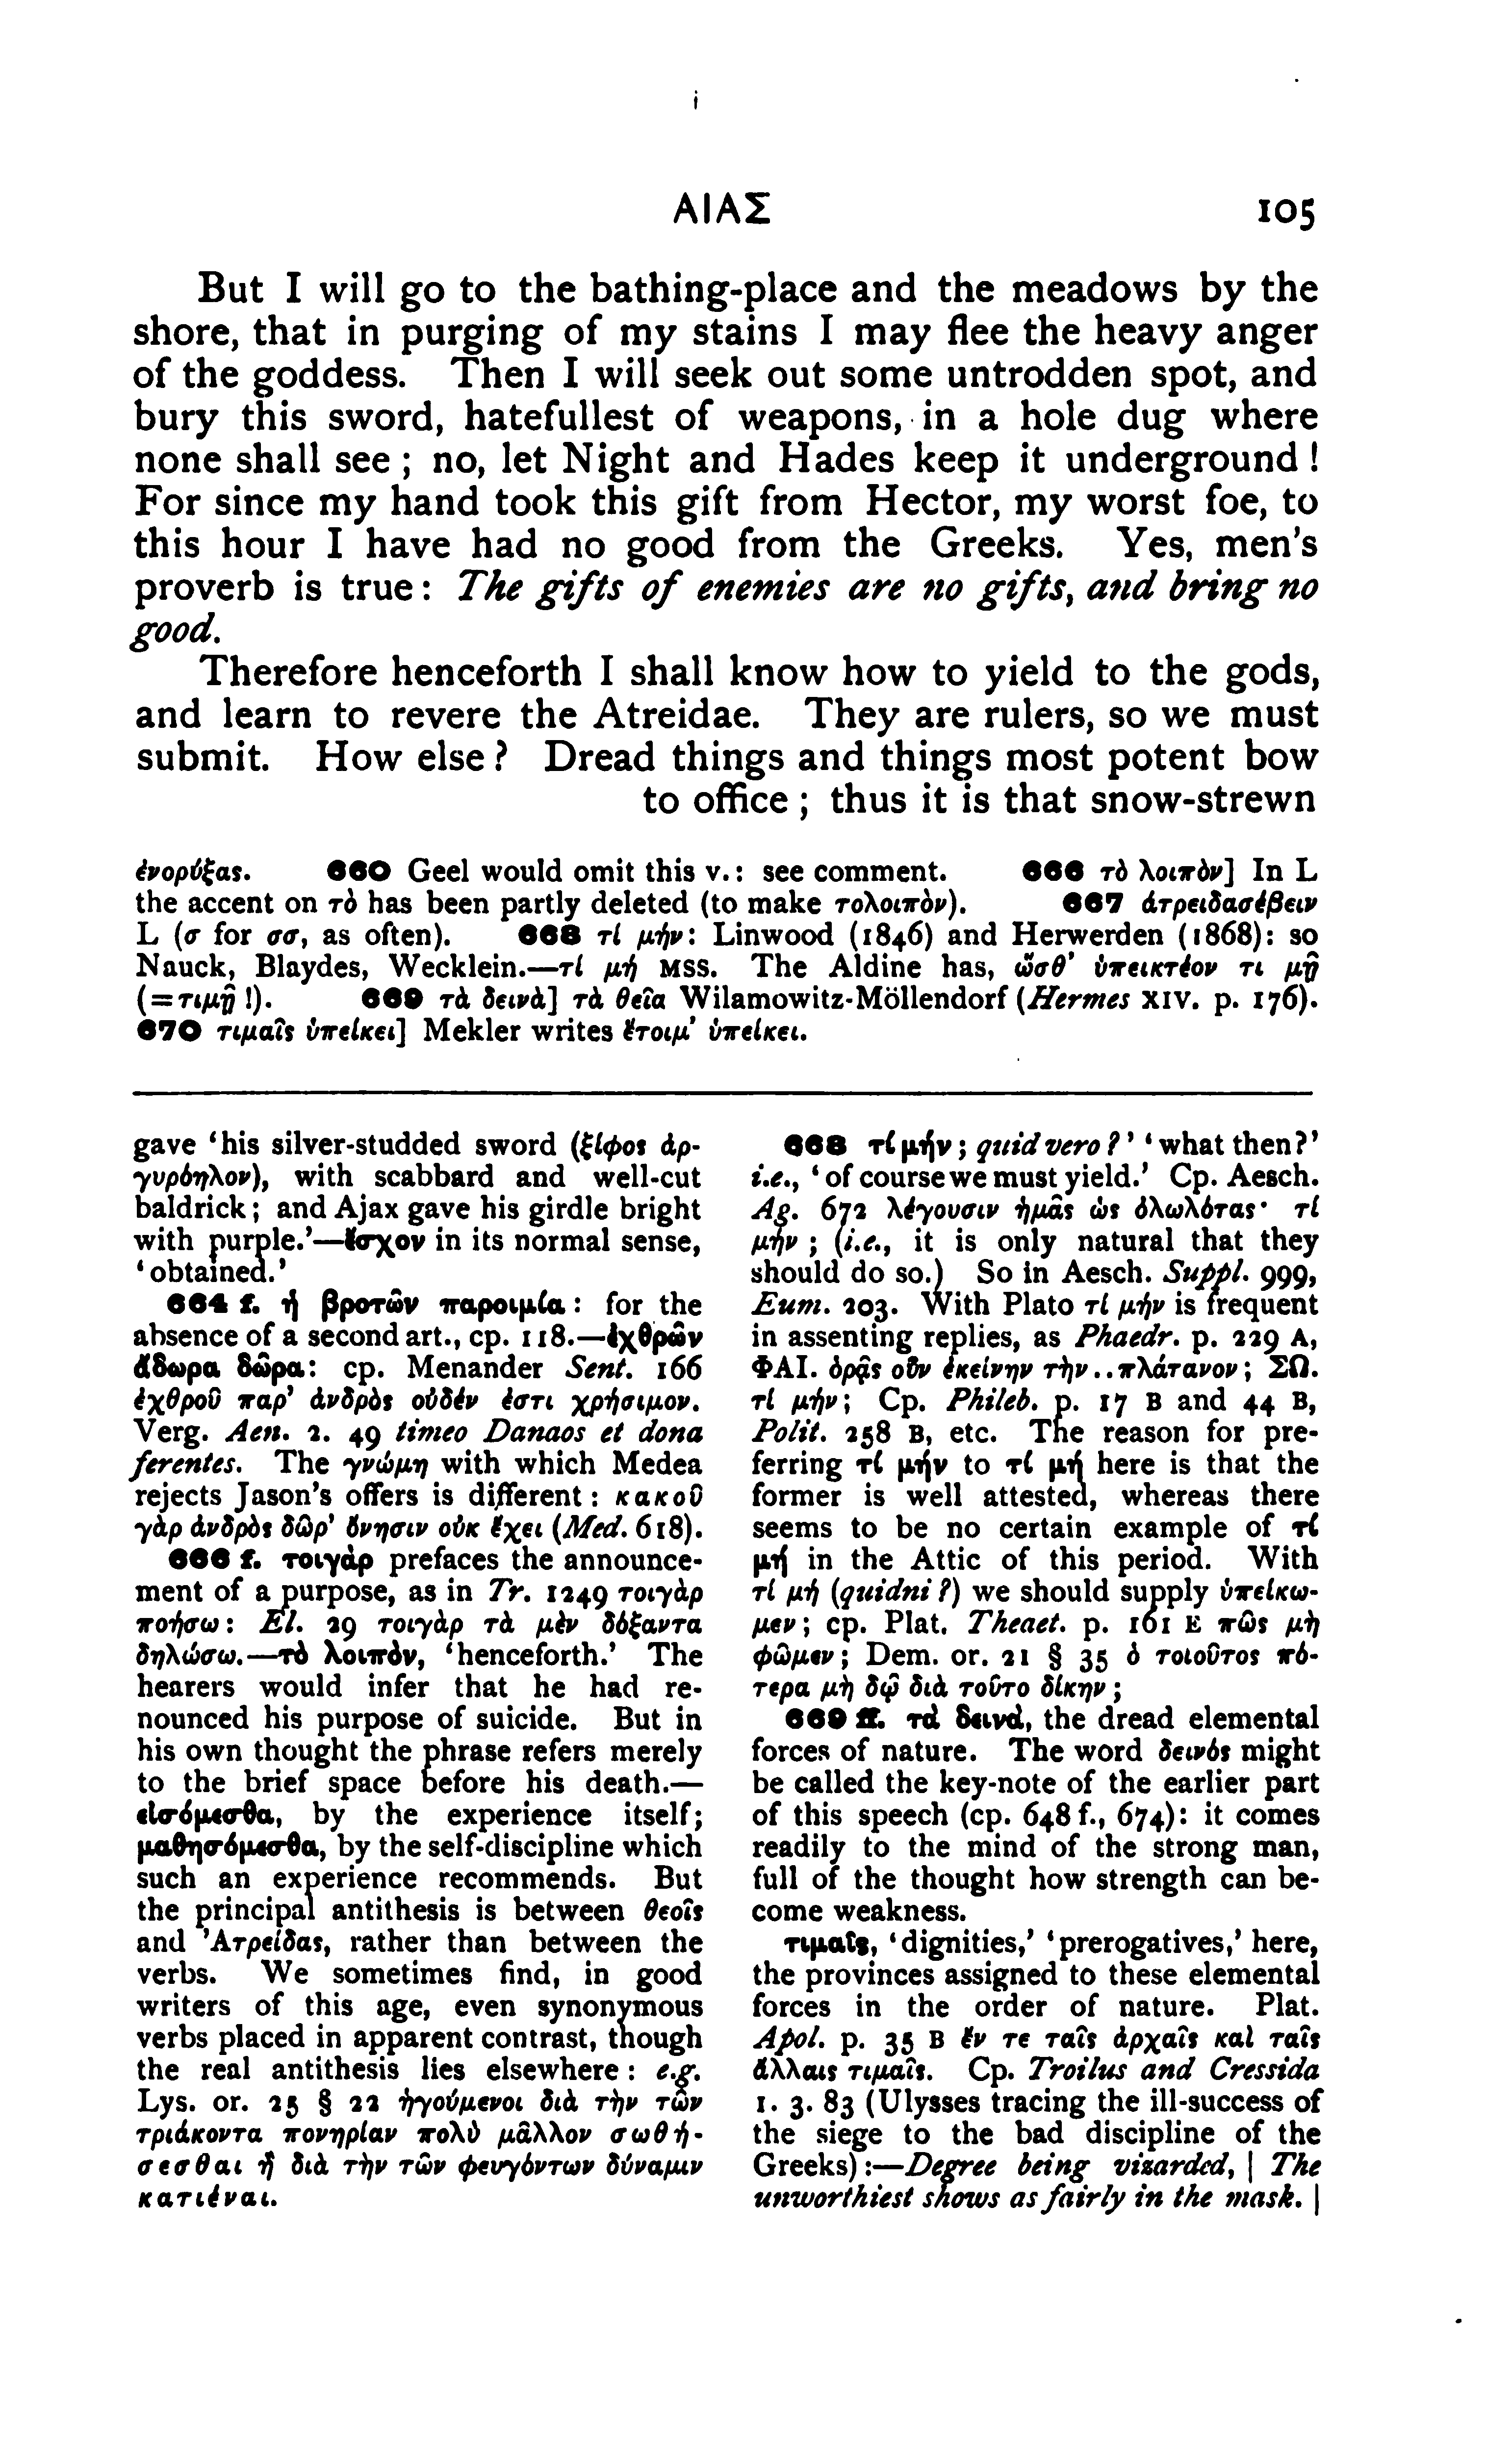 ΑΙΑΣ 105
But I will go to the bathing-place and the meadows by the
shore, that in purging of my stains I may flee the heavy anger
of the goddess. Then I will seek out some untrodden spot, and
bury this sword, hatefullest of weapons, in a hole dug where
none shall see; no, let Night and Hades keep it underground!
For since my hand took this gift from Hector, my worst foe, to
this hour I have had no good from the Greeks. Yes, men's
proverb is true: The gifts of enemies are no gifts, and bring no
good.
Therefore henceforth I shall know how to yield to the gods,
and learn to revere the Atreidae. They are rulers, so we must
submit. How else? Dread things and things most potent bow
to office; thus it is that snow-strewn
ἐνορύξας. 660 Geel would omit this v.: see comment. 666 τὸ λοιπὸν] In L
the accent on τὸ has been partly deleted (to make τολοιπὸν). 667 ἀτρειδασέβειν
L (σ for σσ, as often). 668 τί μήν: Linwood (1846) and Herwerden (1868): so
Nauck, Blaydes, Wecklein.—τί μή MSS. The Aldine has, ὥσθ' ὑπεικτέον τι μῇ
(=τιμῇ!). 669 τὰ δεινὰ] τὰ θεῖα Wilamowitz-Möllendorf (Hermes XIV. p. 176).
670 τιμαῖς ὑπείκει] Mekler writes ἕτοιμ' ὑπείκει.
gave 'his silver-studded sword (ξίφος ἀρ-
γυρόηλον), with scabbard and well-cut
baldrick; and Ajax gave his girdle bright
with purple.'—ἔσχον in its normal sense,
'obtained.'
664 f. ἡ βροτῶν παροιμία: for the
absence of a second art., cp. 118.—ἐχθρῶν
ἄδωρα δῶρα: cp. Menander Sent. 166
ἐχθροῦ παρ' ἀνδρὸς οὐδέν ἐστι χρήσιμον.
Verg. Aen. 2. 49 timeo Danaos et dona
ferentes. The γνώμη with which Medea
rejects Jason's offers is different: κακοῦ
γὰρ ἀνδρὸς δῶρ' ὄνησιν οὐκ ἔχει (Med. 618).
666 f. τοιγὰρ prefaces the announce-
ment of a purpose, as in Tr. 1249 τοιγὰρ
ποήσω: El. 29 τοιγὰρ τὰ μὲν δόξαντα
δηλώσω.—τὸ λοιπόν, 'henceforth.' The
hearers would infer that he had re-
nounced his purpose of suicide. But in
his own thought the phrase refers merely
to the brief space before his death.—
εἰσόμεσθα, by the experience itself;
μαθησόμεσθα, by the self-discipline which
such an experience recommends. But
the principal antithesis is between θεοῖς
and Ἀτρείδας, rather than between the
verbs. We sometimes find, in good
writers of this age, even synonymous
verbs placed in apparent contrast, though
the real antithesis lies elsewhere: e.g.
Lys. or. 25 § 22 ἡγούμενοι διὰ τὴν τῶν
τριάκοντα πονηρίαν πολὺ μᾶλλον σωθή-
σεσθαι ἢ διὰ τὴν τῶν φευγόντων δύναμιν
κατιέναι.
668 τί μήν; quid vero?' 'what then?'
i.e., 'of course we must yield.' Cp. Aesch.
Ag. 672 λέγουσιν ἡμᾶς ὡς ὀλωλότας· τί
μήν; (i.e., it is only natural that they
should do so.) So in Aesch. Suppl. 999,
Eum. 203. With Plato τί μήν is frequent
in assenting replies, as Phaedr. p. 229 A,
ΦΑΙ. ὁρᾷς οὖν ἐκείνην τὴν..πλάτανον; ΣΩ.
τί μήν; Cp. Phileb. p. 17 B and 44 B,
Polit. 258 B, etc. The reason for pre-
ferring τί μήν to τί μή here is that the
former is well attested, whereas there
seems to be no certain example of τί
μή in the Attic of this period. With
τί μή (quidni?) we should supply ὑπείκω-
μεν; cp. Plat. Theaet. p. 161 E πῶς μὴ
φῶμεν; Dem. or. 21 § 35 ὁ τοιοῦτος πό-
τερα μὴ δῷ διὰ τοῦτο δίκην;
669 ff. τὰ δεινά, the dread elemental
forces of nature. The word δεινός might
be called the key-note of the earlier part
of this speech (cp. 648 f., 674): it comes
readily to the mind of the strong man,
full of the thought how strength can be-
come weakness.
τιμαῖς, 'dignities,' 'prerogatives,' here,
the provinces assigned to these elemental
forces in the order of nature. Plat.
Apol. p. 35 B ἔν τε ταῖς ἀρχαῖς καὶ ταῖς
ἄλλαις τιμαῖς. Cp. Troilus and Cressida
1. 3. 83 (Ulysses tracing the ill-success of
the siege to the bad discipline of the
Greeks):—Degree being vizarded, | The
unworthiest shows as fairly in the mask. |